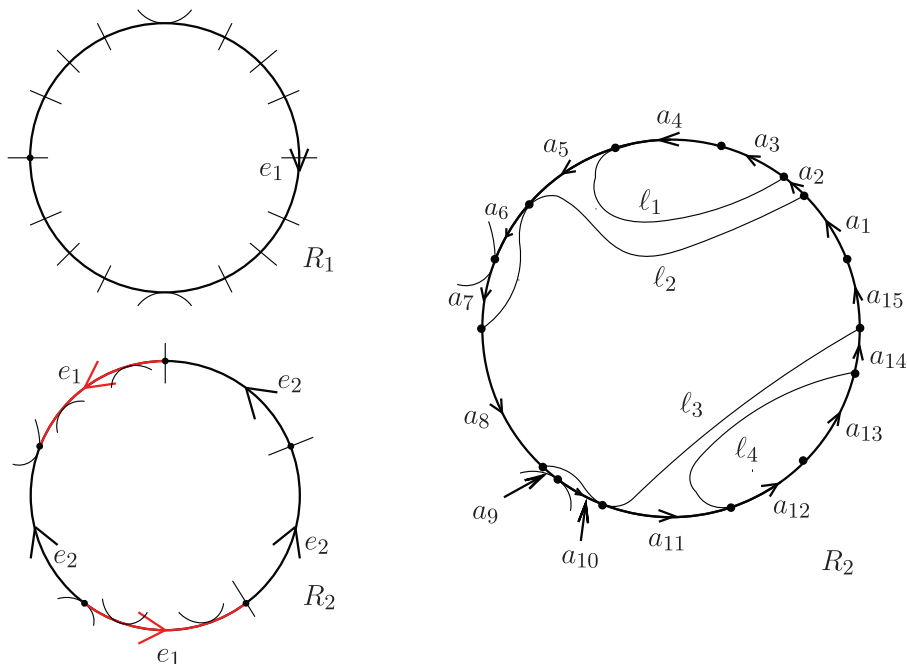 e₁
R₁
e₁
e₂
e₂
e₂
R₂
e₁
a₄
a₅
a₃
a₂
a₆
ℓ₁
a₁
ℓ₂
a₇
a₁₅
a₁₄
a₈
ℓ₃
a₁₃
ℓ₄
a₉
a₁₂
a₁₀
a₁₁
R₂